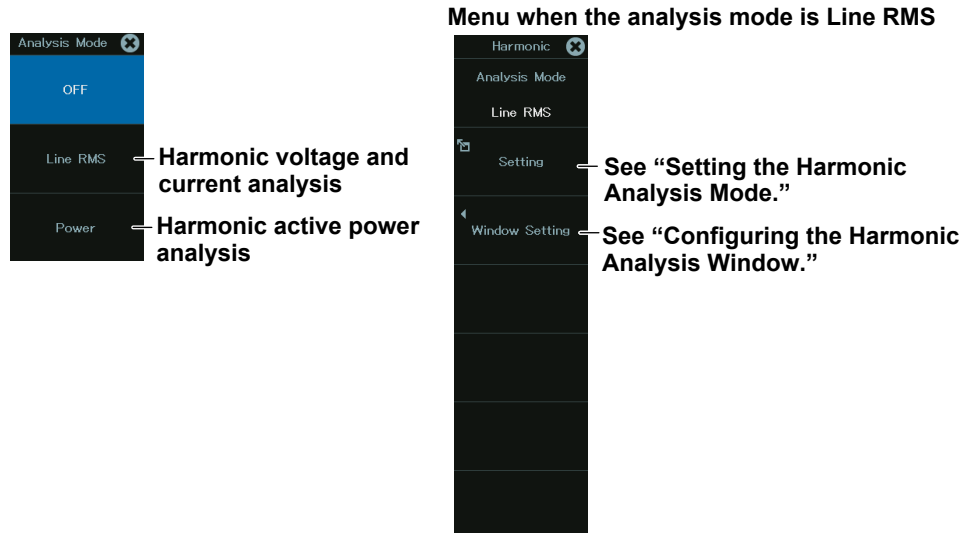 Analysis Mode
OFF
Line RMS
Harmonic voltage and
current analysis
Power
Harmonic active power
analysis
Menu when the analysis mode is Line RMS
Harmonic
Analysis Mode
Line RMS
Setting
See “Setting the Harmonic
Analysis Mode.”
Window Setting
See “Configuring the Harmonic
Analysis Window.”